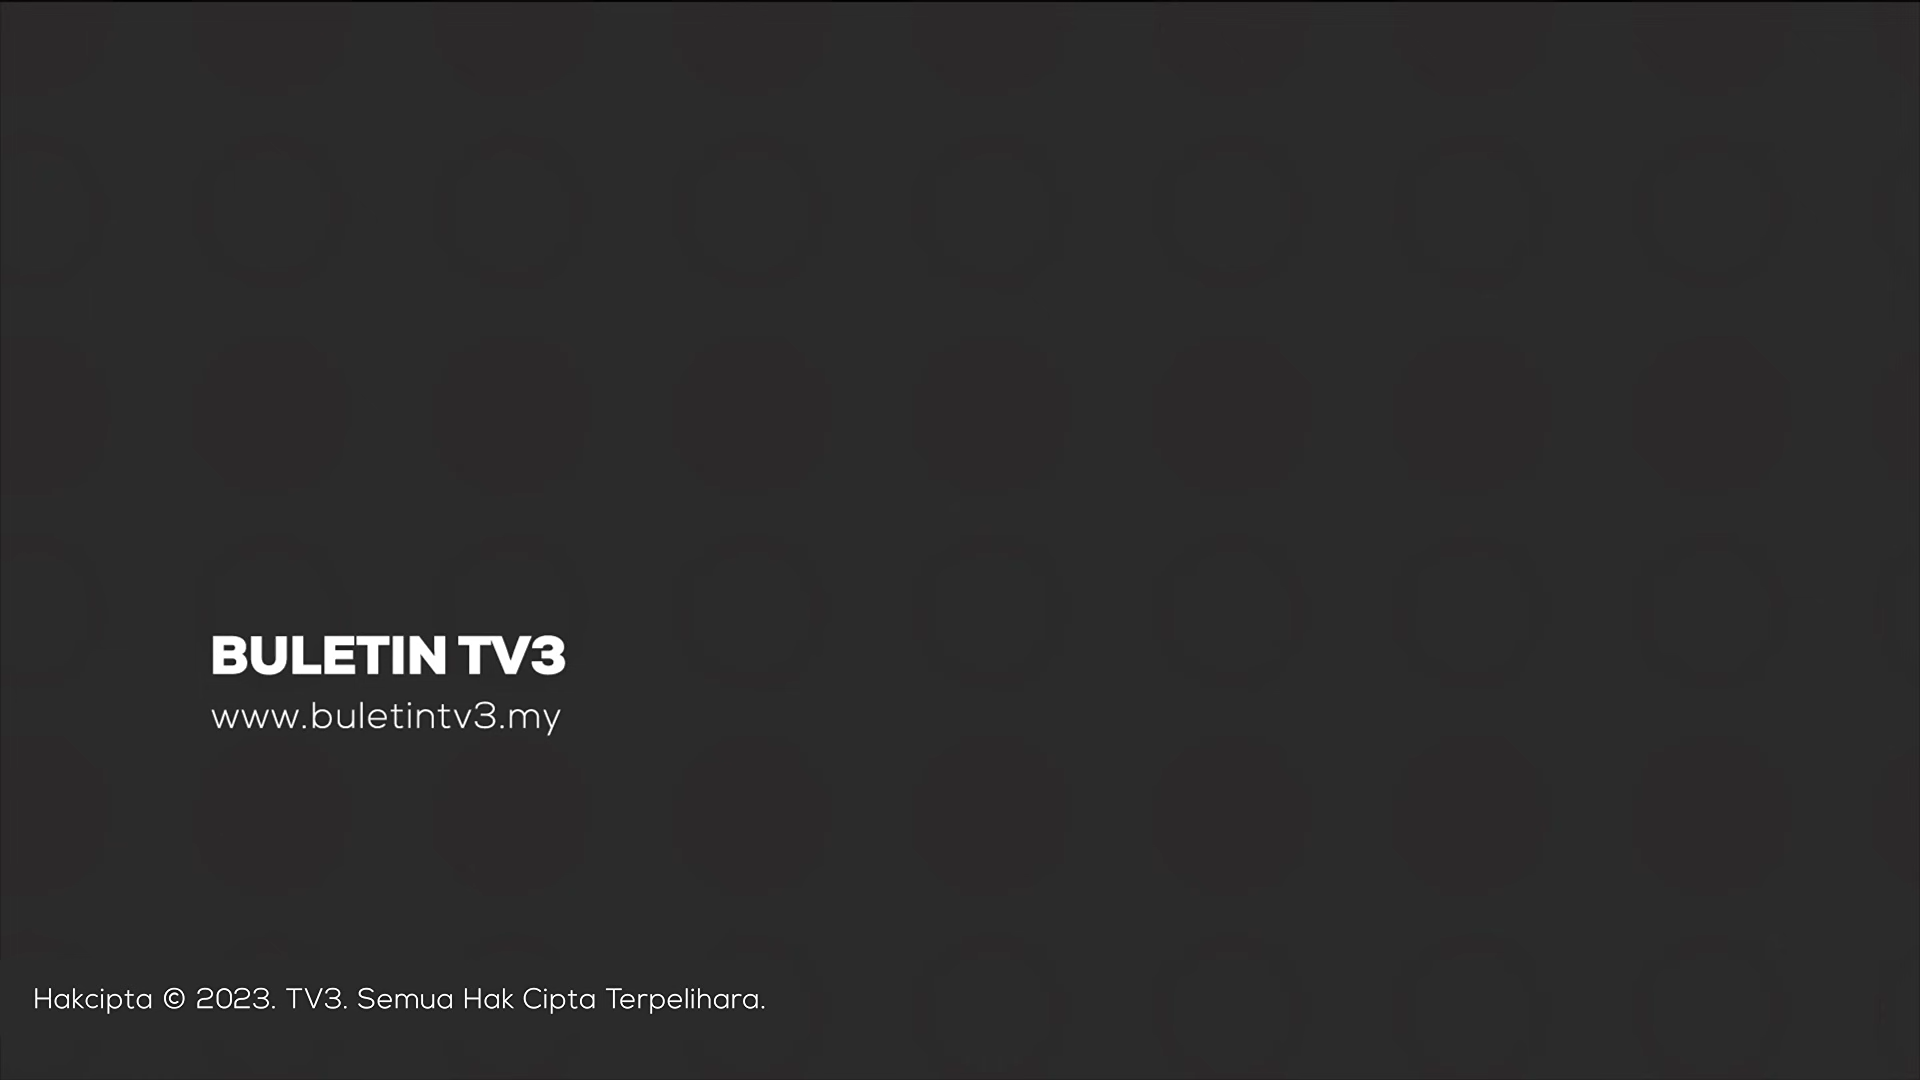 BULETIN TV3
www.buletintv3.my
Hakcipta © 2023. TV3. Semua Hak Cipta Terpelihara.